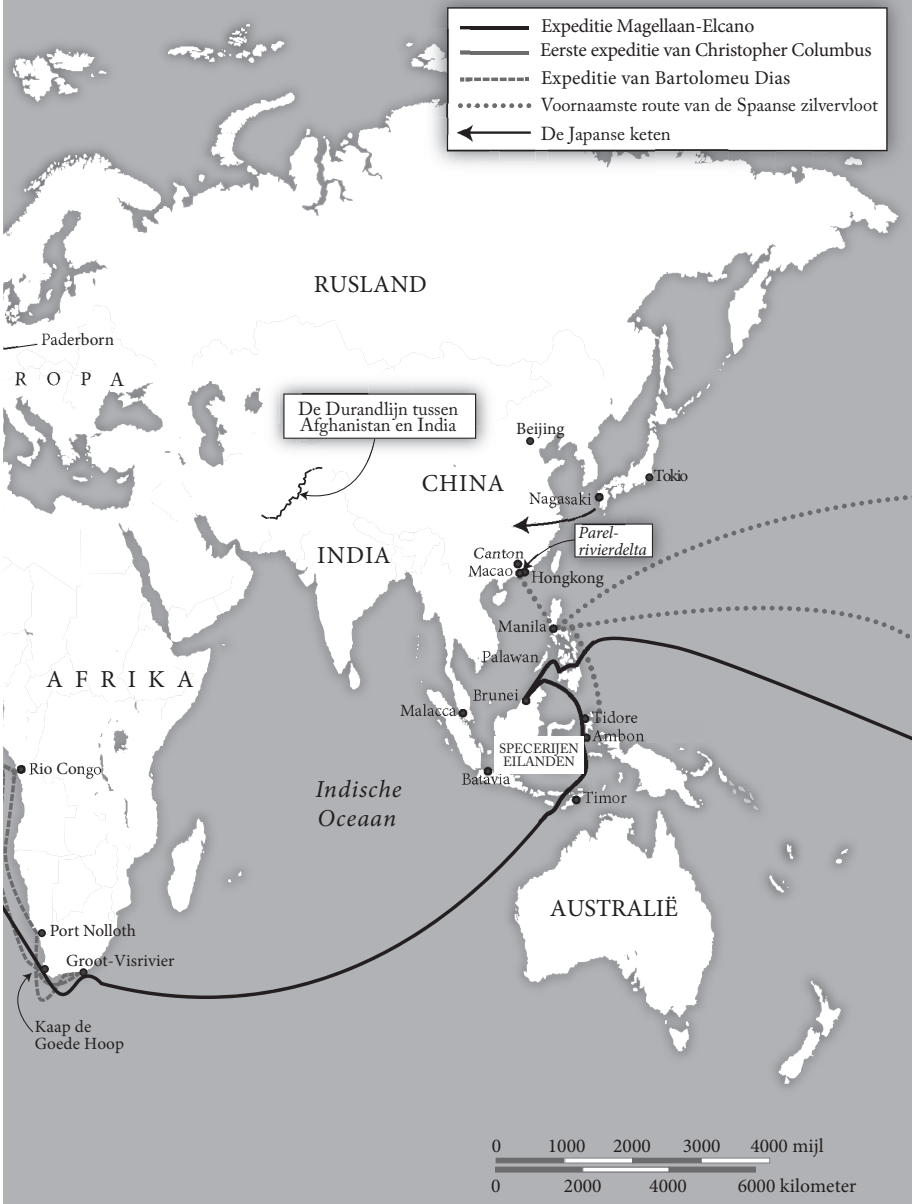 Expeditie Magellaan-Elcano
Eerste expeditie van Christopher Columbus
Expeditie van Bartolomeu Dias
Voornaamste route van de Spaanse zilvervloot
De Japanse keten
RUSLAND
Paderborn
ROPA
De Durandlijn tussen
Afghanistan en India
Beijing
CHINA
Tokio
Nagasaki
Parel-
rivierdelta
INDIA
Canton
Macao
Hongkong
Manila
Palawan
AFRIKA
Brunei
Malacca
Tidore
Ambon
SPECERIJEN
EILANDEN
Rio Congo
Batavia
Indische
Oceaan
Timor
AUSTRALIË
Port Nolloth
Groot-Visrivier
Kaap de
Goede Hoop
0 1000 2000 3000 4000 mijl
0 2000 4000 6000 kilometer